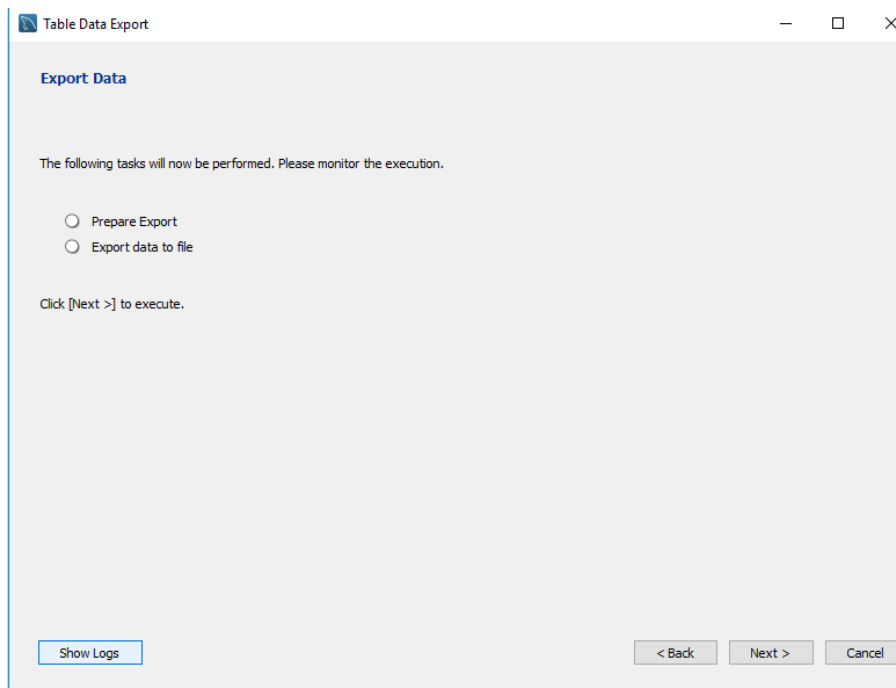 Table Data Export
Export Data
The following tasks will now be performed. Please monitor the execution.
Prepare Export
Export data to file
Click [Next >] to execute.
Show Logs
< Back
Next >
Cancel